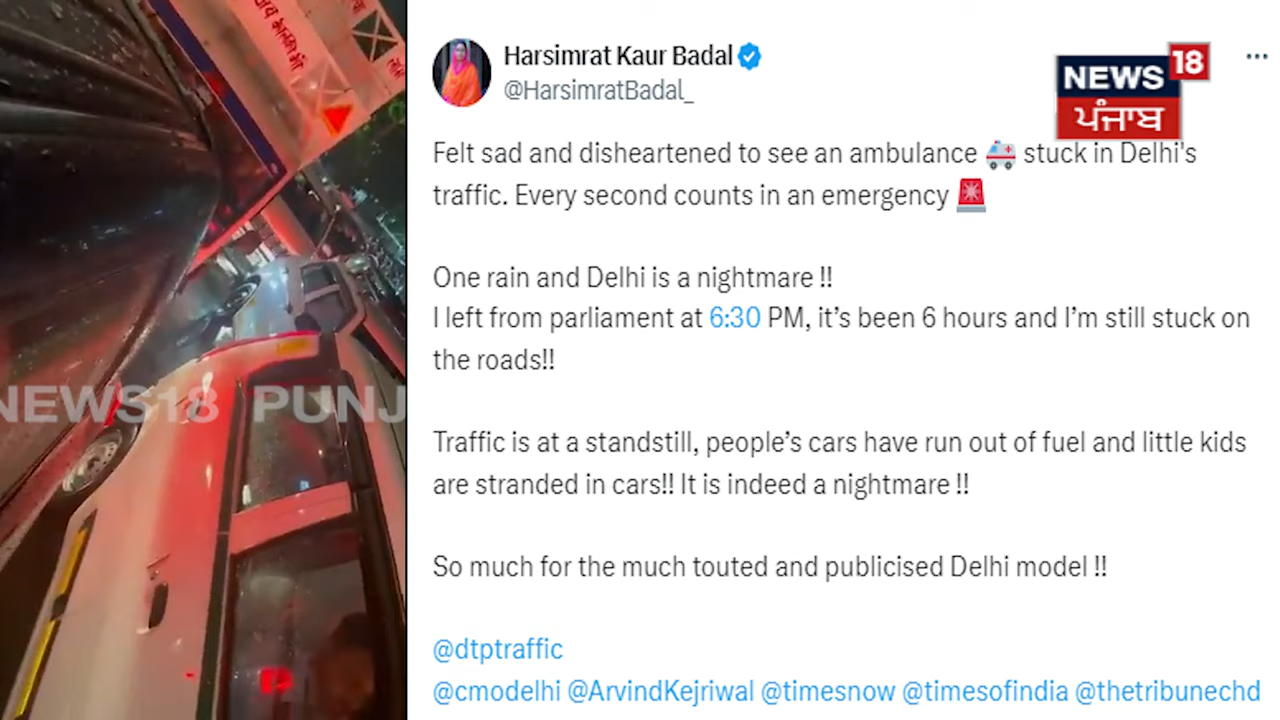 Harsimrat Kaur Badal
@HarsimratBadal_
NEWS 18
ਪੰਜਾਬ
Felt sad and disheartened to see an ambulance 🚑 stuck in Delhi's
traffic. Every second counts in an emergency 🚨
One rain and Delhi is a nightmare !!
I left from parliament at 6:30 PM, it’s been 6 hours and I’m still stuck on
the roads!!
Traffic is at a standstill, people’s cars have run out of fuel and little kids
are stranded in cars!! It is indeed a nightmare !!
So much for the much touted and publicised Delhi model !!
@dtptraffic
@cmodelhi @ArvindKejriwal @timesnow @timesofindia @thetribunechd
NEWS18 PUNJ